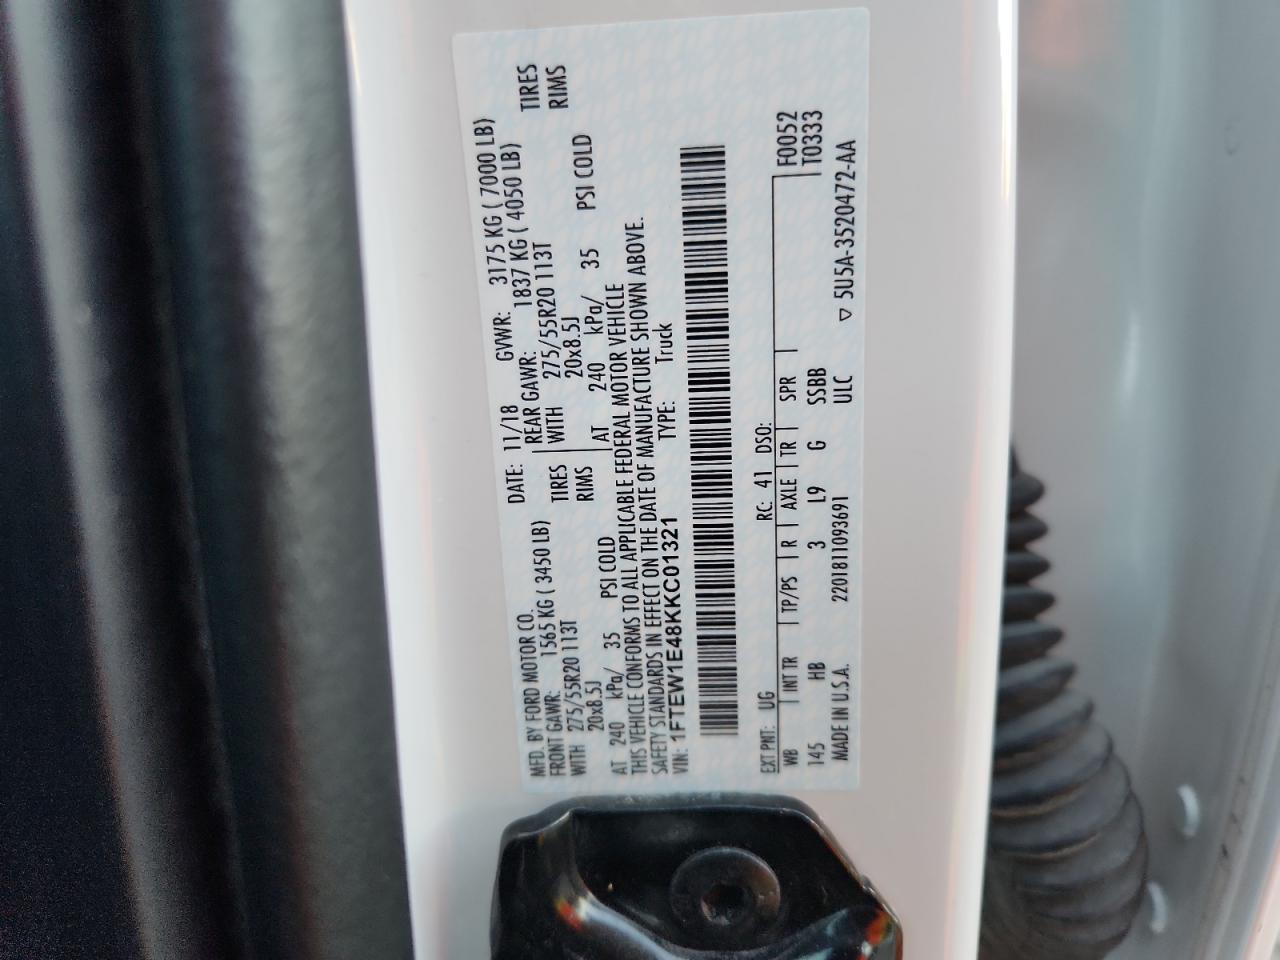 MFD. BY FORD MOTOR CO.
DATE: 11/18 GVWR: 3175 KG ( 7000 LB)
FRONT GAWR: 1565 KG ( 3450 LB) REAR GAWR: 1837 KG ( 4050 LB)
WITH 275/55R20 113T TIRES WITH 275/55R20 113T TIRES
20x8.5J RIMS 20x8.5J RIMS
AT 240 kPa/ 35 PSI COLD AT 240 kPa/ 35 PSI COLD
THIS VEHICLE CONFORMS TO ALL APPLICABLE FEDERAL MOTOR VEHICLE
SAFETY STANDARDS IN EFFECT ON THE DATE OF MANUFACTURE SHOWN ABOVE.
VIN: 1FTEW1E48KKC01321 TYPE: Truck
EXT PNT: UG RC: 41 DSO:
WB INT TR TP/PS R AXLE TR SPR F0052
145 HB 3 L9 G SSBB T0333
MADE IN U.S.A. 220181109369 1 ULC ▽ 5U5A-3520472-AA